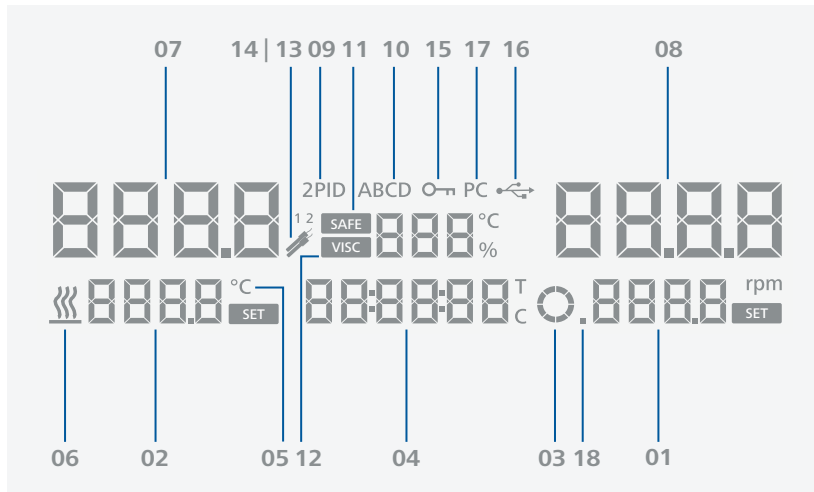 07 14 | 13 09 11 10 15 17 16 08
2PID ABCD PC
888.8 1 2 SAFE 888 °C 88.8.8
VISC %
888.8 °C 88:88:88 T .888.8 rpm
SET C SET
06 02 05 12 04 03 18 01